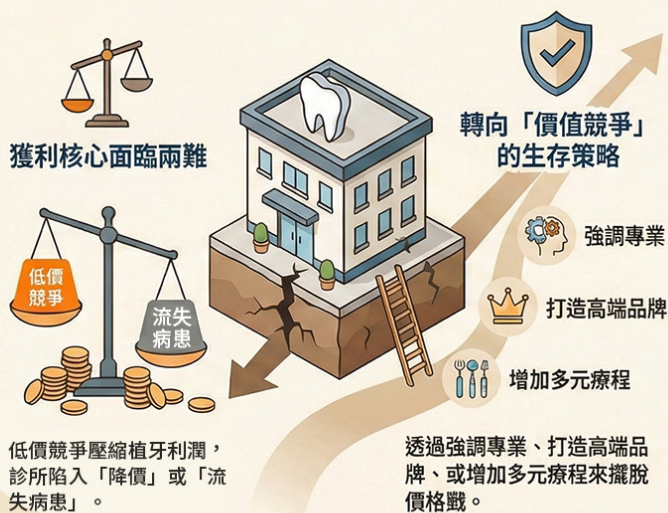 獲利核心面臨兩難
低價
競爭
流失
病患
低價競爭壓縮植牙利潤，
診所陷入「降價」或「流
失病患」。
轉向「價值競爭」
的生存策略
強調專業
打造高端品牌
增加多元療程
透過強調專業、打造高端品
牌、或增加多元療程來擺脫
價格戰。